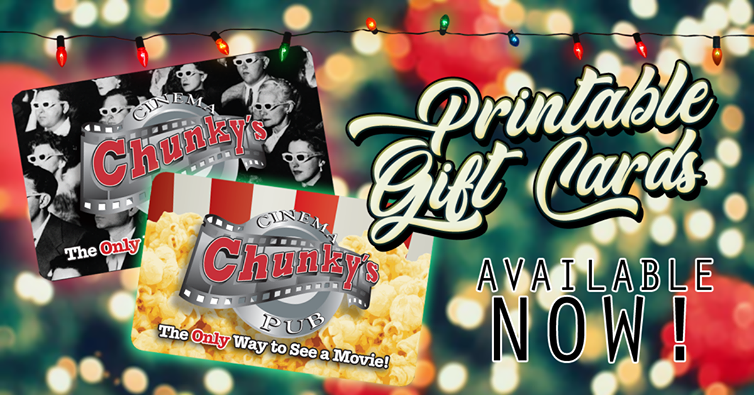 CINEMA
Chunky's
The Only
CINEMA
Chunky's
PUB
The Only Way to See a Movie!
Printable
Gift Cards
AVAILABLE
NOW!